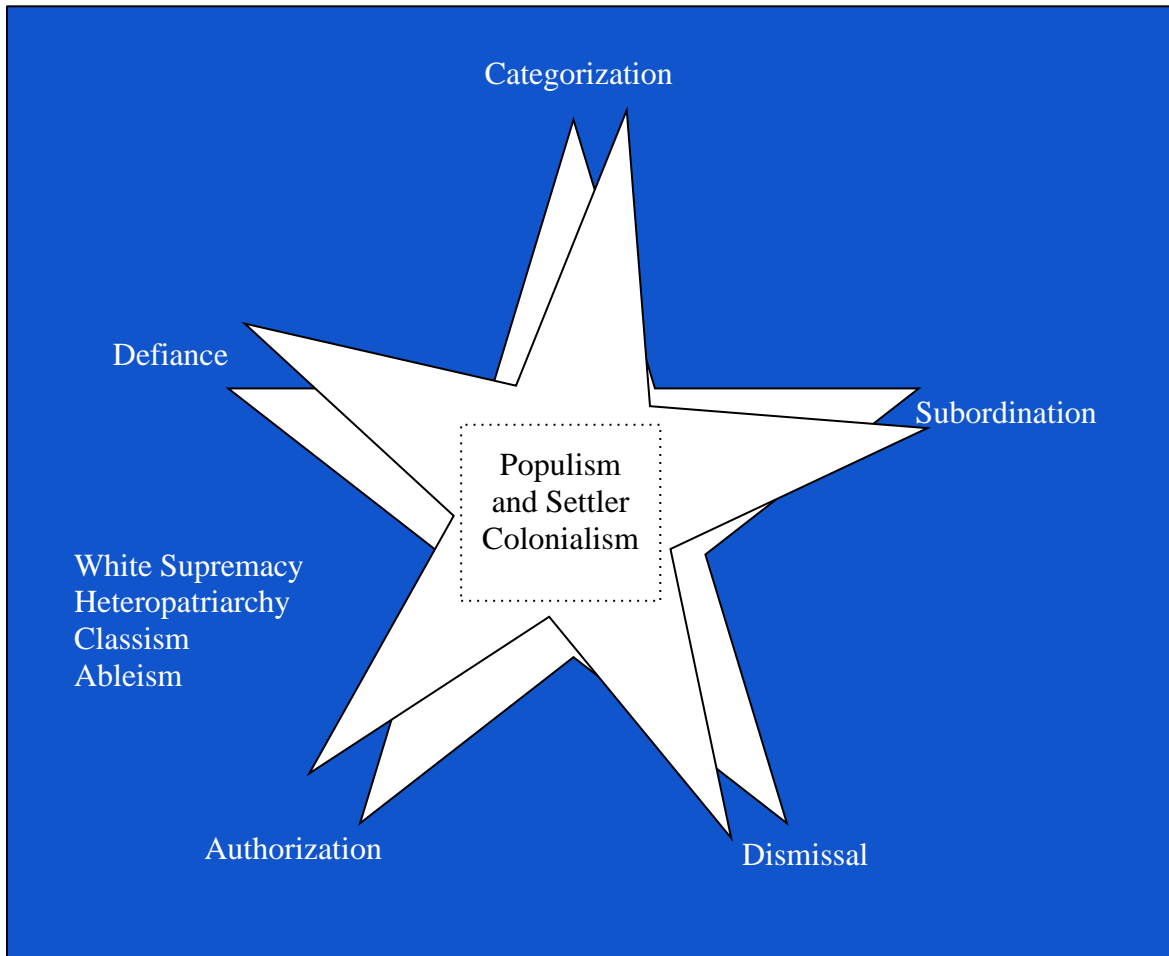 Categorization
Defiance
Subordination
Populism
and Settler
Colonialism
White Supremacy
Heteropatriarchy
Classism
Ableism
Authorization
Dismissal